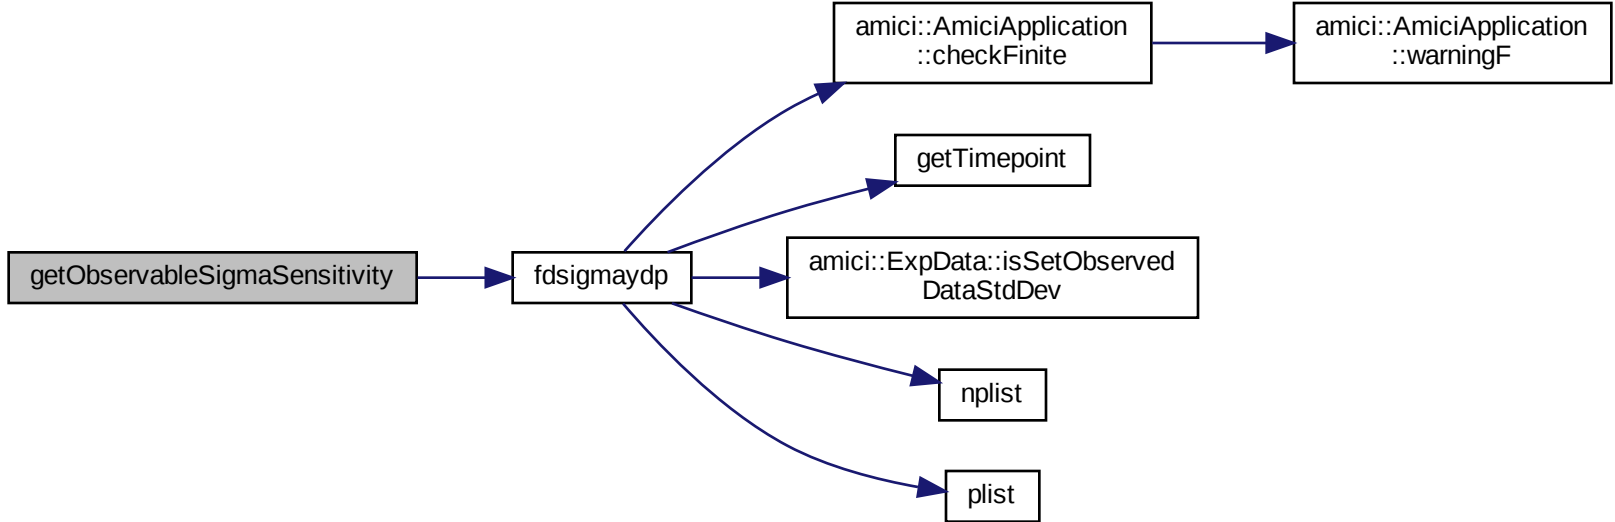 amici::AmiciApplication
::checkFinite
amici::AmiciApplication
::warningF
getTimepoint
getObservableSigmaSensitivity
fdsigmaydp
amici::ExpData::isSetObserved
DataStdDev
nplist
plist